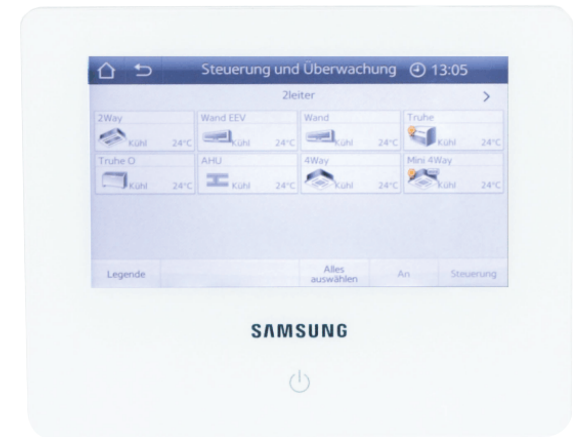 Steuerung und Überwachung 13:05
2leiter
2Way Wand EEV Wand Truhe
Kühl 24°C Kühl 24°C Kühl 24°C Kühl 24°C
Truhe O AHU 4Way Mini 4Way
Kühl 24°C Kühl 24°C Kühl 24°C Kühl 24°C
Legende Alles auswählen An Steuerung
SAMSUNG